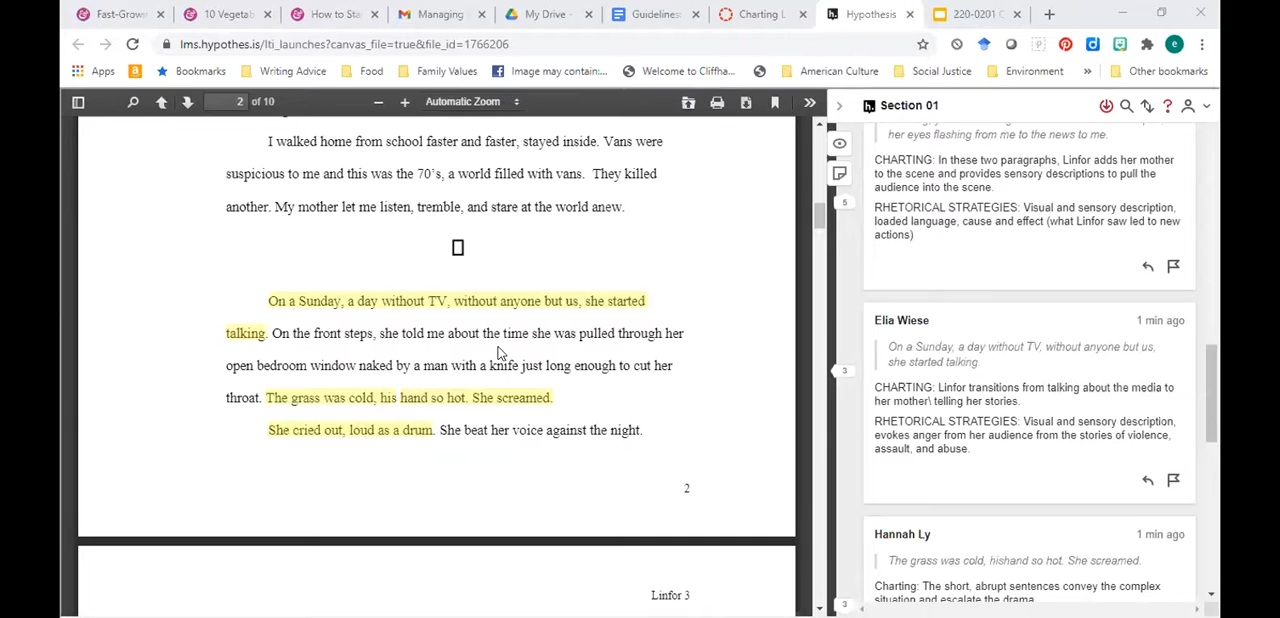 Fast-Grow
10 Vegetab
How to Sta
Managing
My Drive -
Guidelines:
Charting L
Hypothesis
220-0201 C
lms.hypothes.is/lti_launches?canvas_file=true&file_id=1766206
e
Apps
Bookmarks
Writing Advice
Food
Family Values
Image may contain:...
Welcome to Cliffha...
American Culture
Social Justice
Environment
»
Other bookmarks
2 of 10
Automatic Zoom
Section 01
I walked home from school faster and faster, stayed inside. Vans were
suspicious to me and this was the 70's, a world filled with vans. They killed
another. My mother let me listen, tremble, and stare at the world anew.
On a Sunday, a day without TV, without anyone but us, she started
talking. On the front steps, she told me about the time she was pulled through her
open bedroom window naked by a man with a knife just long enough to cut her
throat. The grass was cold, his hand so hot. She screamed.
She cried out, loud as a drum. She beat her voice against the night.
2
Linfor 3
her eyes flashing from me to the news to me.
CHARTING: In these two paragraphs, Linfor adds her mother
to the scene and provides sensory descriptions to pull the
audience into the scene.
RHETORICAL STRATEGIES: Visual and sensory description,
loaded language, cause and effect (what Linfor saw led to new
actions)
5
Elia Wiese 1 min ago
On a Sunday, a day without TV, without anyone but us,
she started talking.
3
CHARTING: Linfor transitions from talking about the media to
her mother\ telling her stories.
RHETORICAL STRATEGIES: Visual and sensory description,
evokes anger from her audience from the stories of violence,
assault, and abuse.
Hannah Ly 1 min ago
The grass was cold, hishand so hot. She screamed.
Charting: The short, abrupt sentences convey the complex
situation and escalate the drama
3